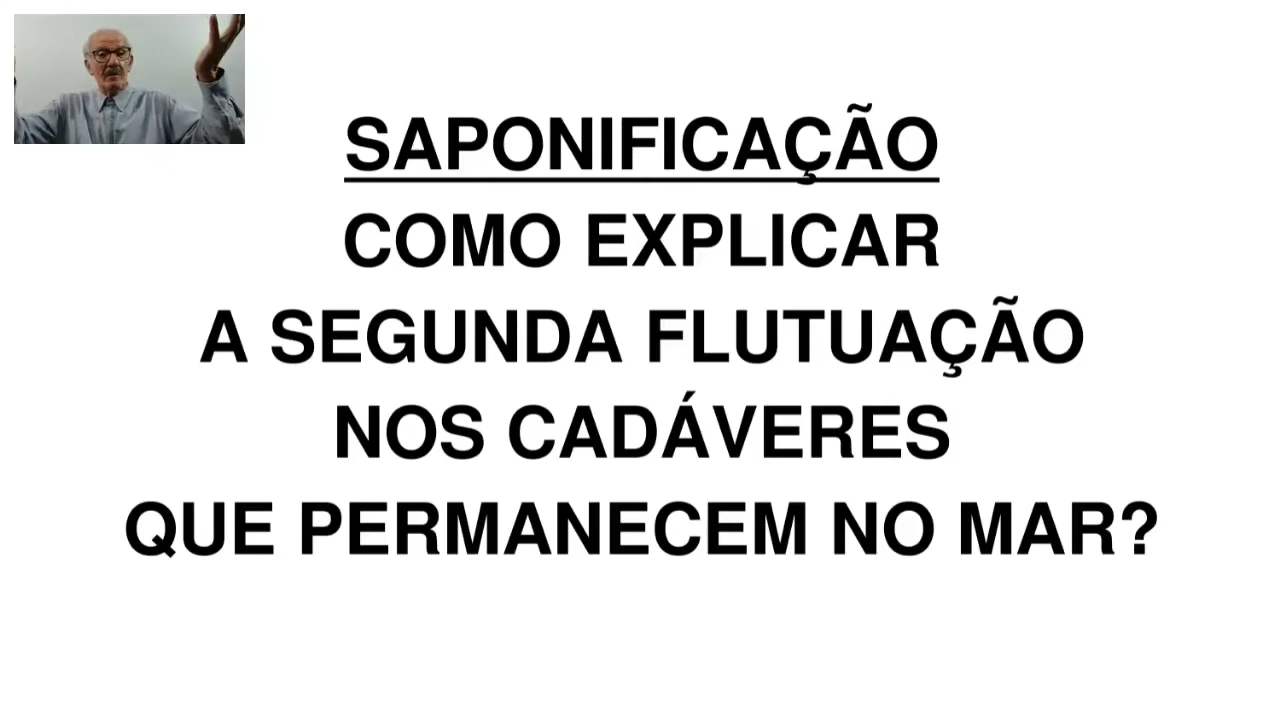 SAPONIFICAÇÃO
COMO EXPLICAR
A SEGUNDA FLUTUAÇÃO
NOS CADÁVERES
QUE PERMANECEM NO MAR?